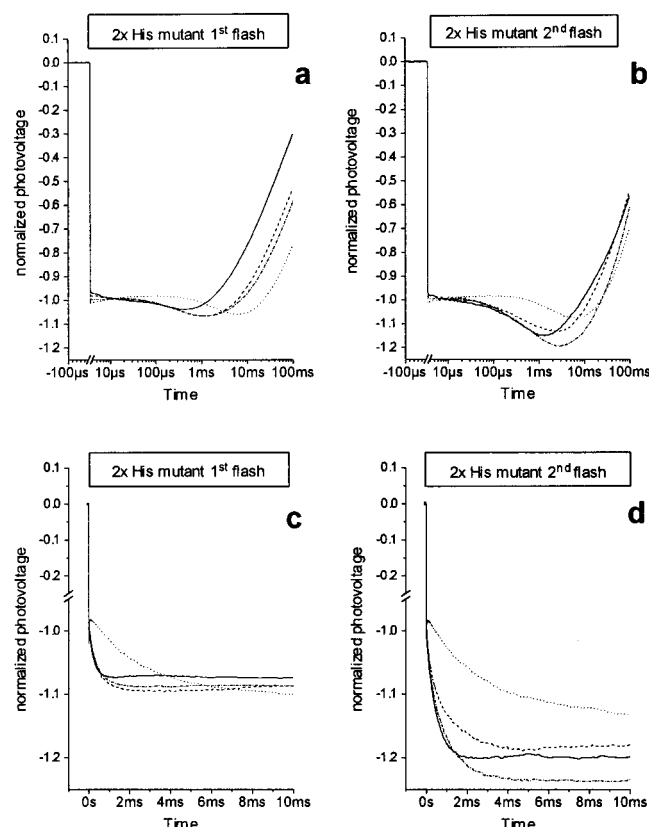 2x His mutant 1st flash
a
0.1
0.0
-0.1
-0.2
-0.3
-0.4
-0.5
-0.6
-0.7
-0.8
-0.9
-1.0
-1.1
-1.2
normalized photovoltage
-100µs 10µs 100µs 1ms 10ms 100ms
Time
2x His mutant 2nd flash
b
0.1
0.0
-0.1
-0.2
-0.3
-0.4
-0.5
-0.6
-0.7
-0.8
-0.9
-1.0
-1.1
-1.2
normalized photovoltage
-100µs 10µs 100µs 1ms 10ms 100ms
Time
2x His mutant 1st flash
c
0.1
0.0
-0.1
0.2
-1.0
-1.1
-1.2
normalized photovoltage
0s 2ms 4ms 6ms 8ms 10ms
Time
2x His mutant 2nd flash
d
0.1
0.0
-0.1
0.2
-1.0
-1.1
-1.2
normalized photovoltage
0s 2ms 4ms 6ms 8ms 10ms
Time